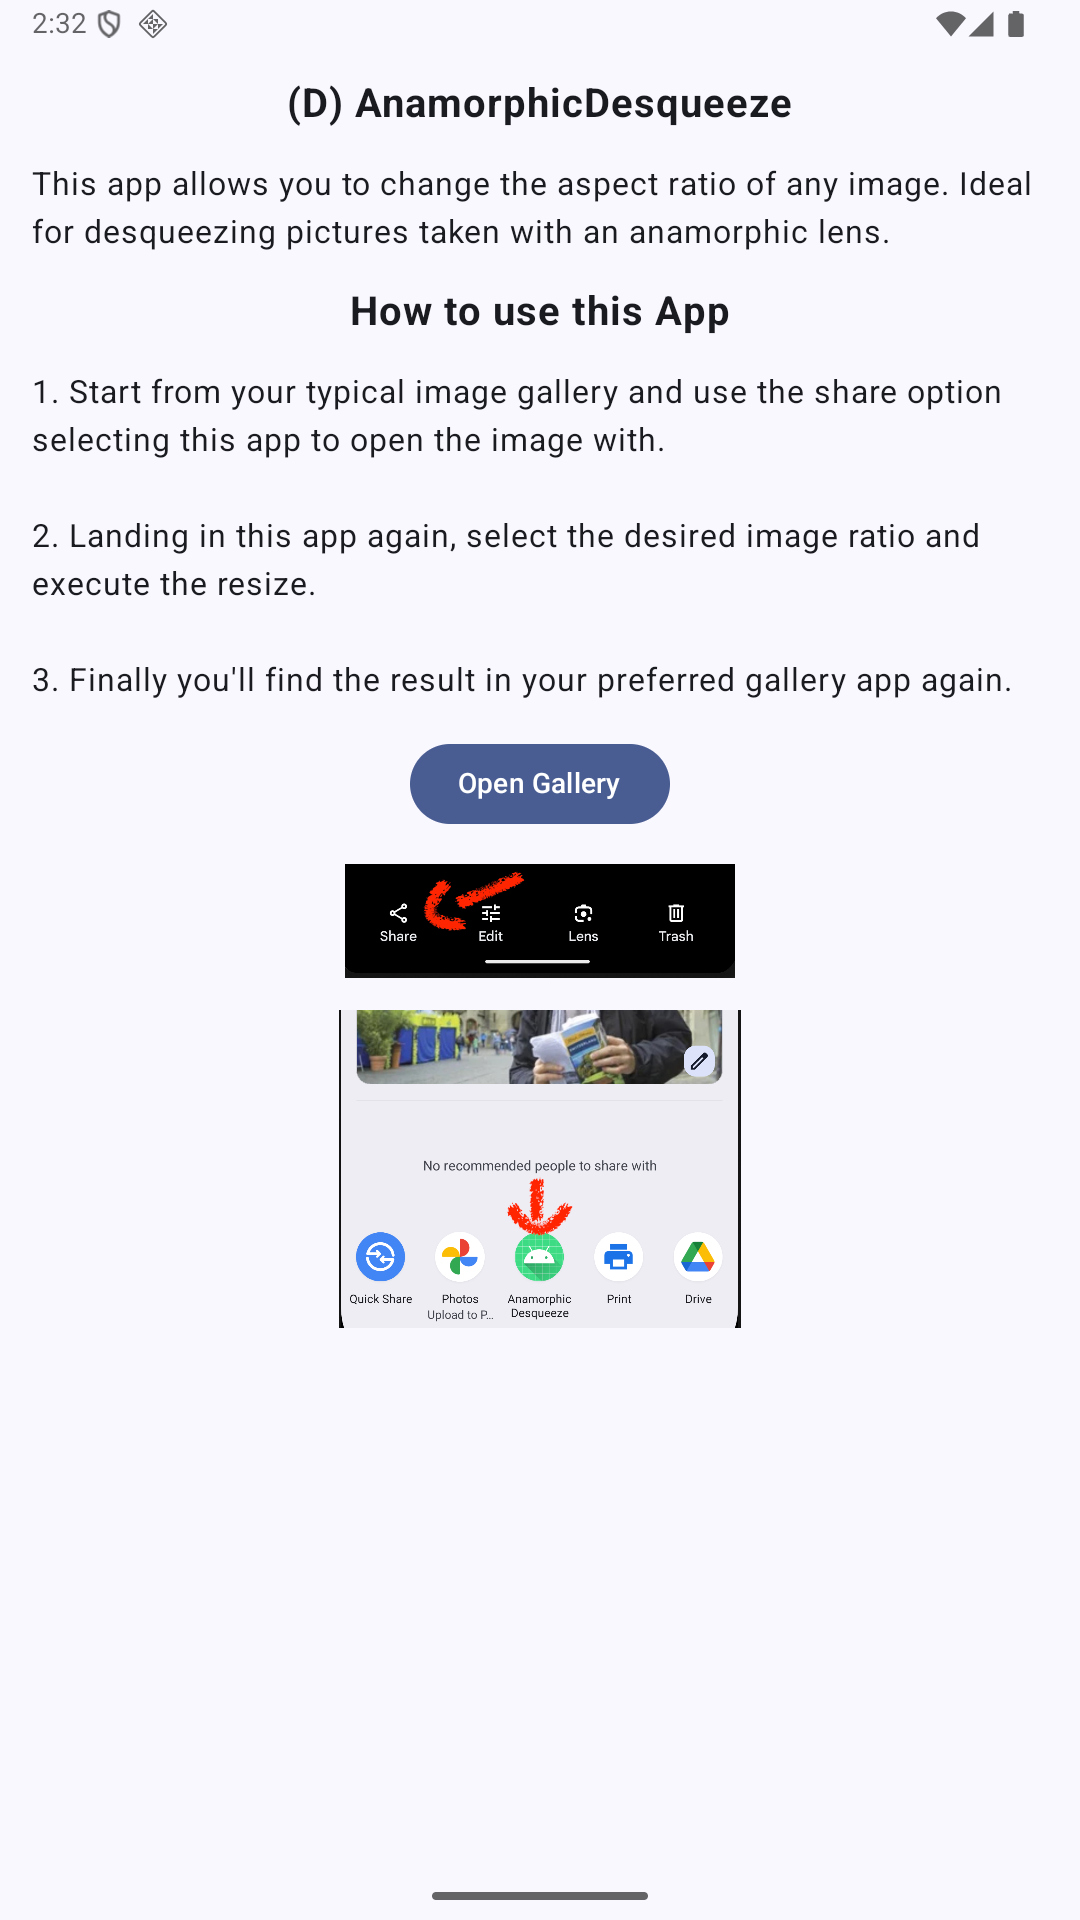 2:32
(D) AnamorphicDesqueeze
This app allows you to change the aspect ratio of any image. Ideal
for desqueezing pictures taken with an anamorphic lens.
How to use this App
1. Start from your typical image gallery and use the share option
selecting this app to open the image with.
2. Landing in this app again, select the desired image ratio and
execute the resize.
3. Finally you'll find the result in your preferred gallery app again.
Open Gallery
Share Edit Lens Trash
No recommended people to share with
Quick Share Photos Anamorphic Print Drive
Upload to P... Desqueeze